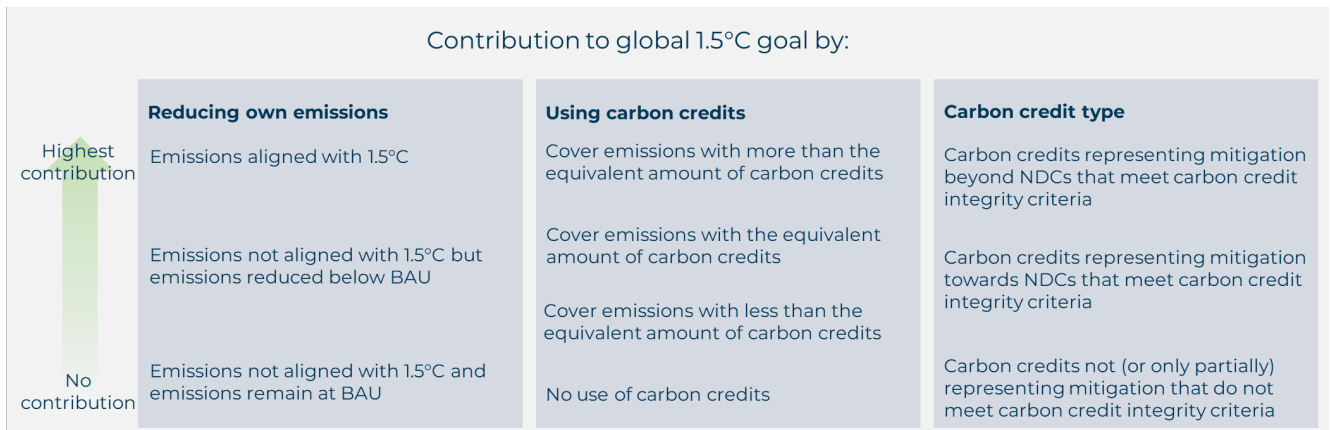 Contribution to global 1.5°C goal by:
Highest
contribution
No
contribution
Reducing own emissions
Emissions aligned with 1.5°C
Emissions not aligned with 1.5°C but
emissions reduced below BAU
Emissions not aligned with 1.5°C and
emissions remain at BAU
Using carbon credits
Cover emissions with more than the
equivalent amount of carbon credits
Cover emissions with the equivalent
amount of carbon credits
Cover emissions with less than the
equivalent amount of carbon credits
No use of carbon credits
Carbon credit type
Carbon credits representing mitigation
beyond NDCs that meet carbon credit
integrity criteria
Carbon credits representing mitigation
towards NDCs that meet carbon credit
integrity criteria
Carbon credits not (or only partially)
representing mitigation that do not
meet carbon credit integrity criteria